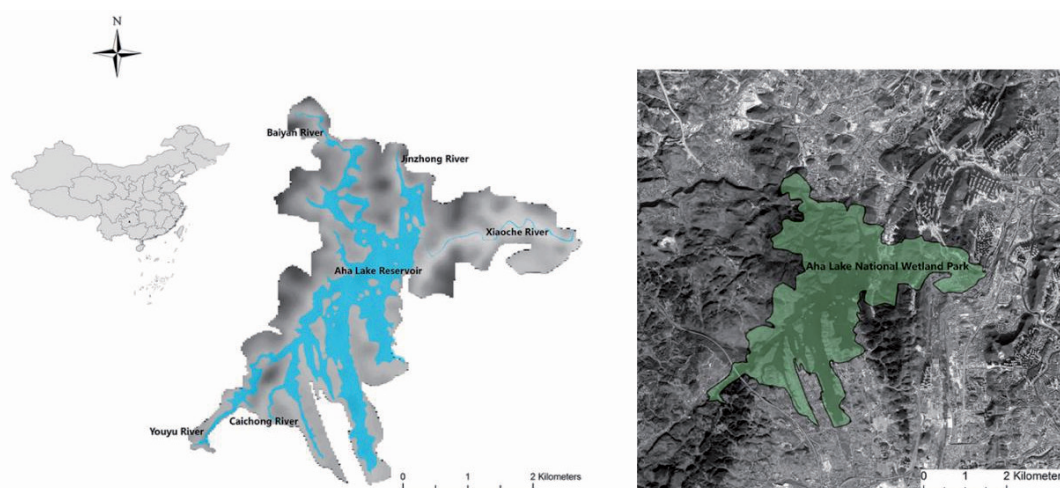 N
Baiyan River
Jinzhong River
Xiaoche River
Aha Lake Reservoir
Aha Lake National Wetland Park
Youyu River
Caichong River
0 1 2 Kilometers
0 1 2 Kilometers